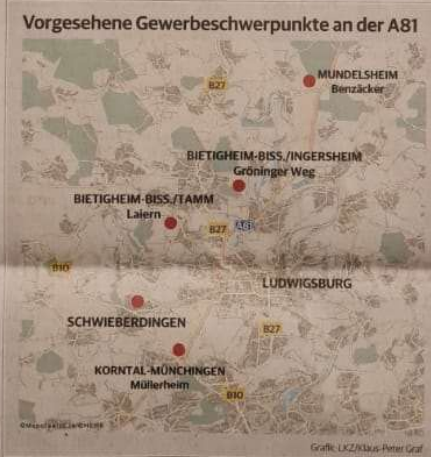 Vorgesehene Gewerbeschwerpunkte an der A81
MUNDELSHEIM
Benzäcker
B27
BIETIGHEIM-BISS./INGERSHEIM
Gröninger Weg
BIETIGHEIM-BISS./TAMM
Laiern
B27
A81
B10
LUDWIGSBURG
SCHWIEBERDINGEN
B27
KORNTAL-MÜNCHINGEN
Müllerheim
B10
Grafik: LKZ/Klaus-Peter Graf